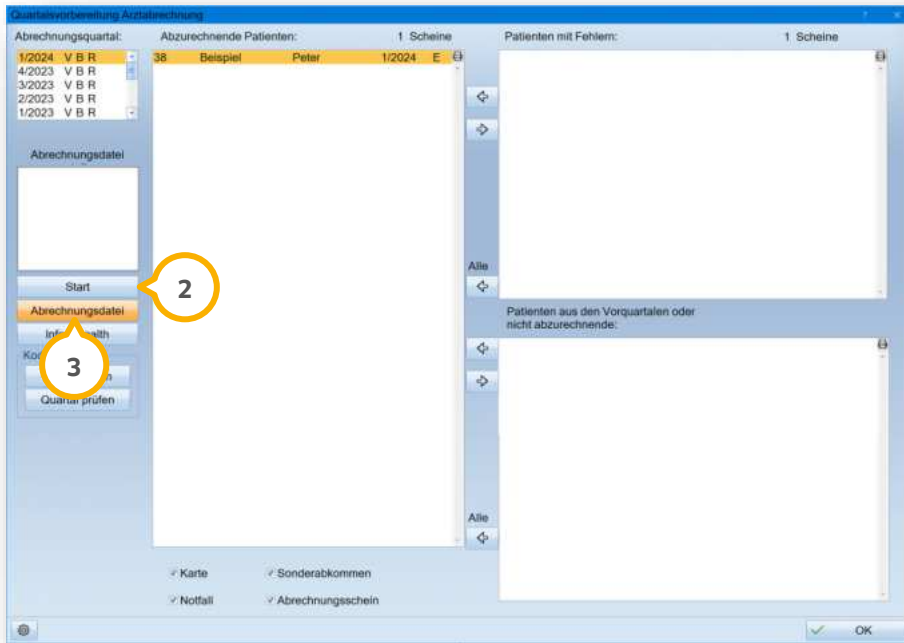 Quartalsvorbereitung Arztabrechnung
Abrechnungsquartal:
1/2024 V B R
4/2023 V B R
3/2023 V B R
2/2023 V B R
1/2023 V B R
Abrechnungsdatei
Start
Abrechnungsdatei
2
3
Quartal prüfen
Abzurechnende Patienten: 1 Scheine
38 Beispiel Peter 1/2024 E
Karte Sonderabkommen
Notfall Abrechnungsschein
Alle
Alle
Patienten mit Fehlern: 1 Scheine
Patienten aus den Vorquartalen oder
nicht abzurechnende:
OK